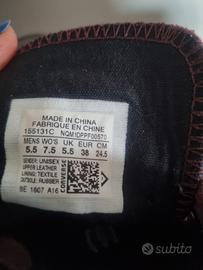 MADE IN CHINA
FABRIQUE EN CHINE
155131C NQM1DPPF00570
MENS WO'S UK EUR CM
5.5 7.5 5.5 38 24.5
GENDER: UNISEX
UPPER: LEATHER
LINING: TEXTILE
OUTSOLE: RUBBER
BE 1607 A16
CONVERSE
subito